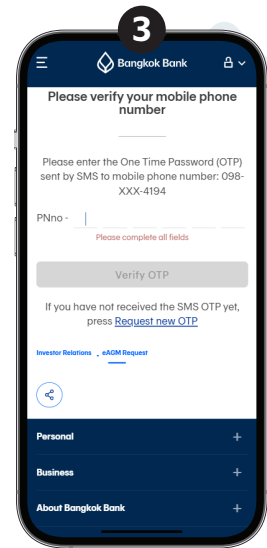 3
Bangkok Bank
Please verify your mobile phone
number
Please enter the One Time Password (OTP)
sent by SMS to mobile phone number: 098-
XXX-4194
PNno -
Please complete all fields
Verify OTP
If you have not received the SMS OTP yet,
press Request new OTP
Investor Relations eAGM Request
Personal +
Business +
About Bangkok Bank +